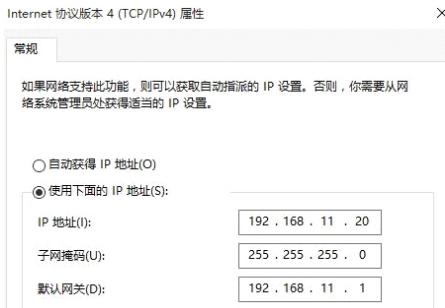 Internet 协议版本 4 (TCP/IPv4) 属性
常规
如果网络支持此功能，则可以获取自动指派的 IP 设置。否则，你需要从网
络系统管理员处获得适当的 IP 设置。
自动获得 IP 地址(O)
使用下面的 IP 地址(S):
IP 地址(I): 192 . 168 . 11 . 20
子网掩码(U): 255 . 255 . 255 . 0
默认网关(D): 192 . 168 . 11 . 1